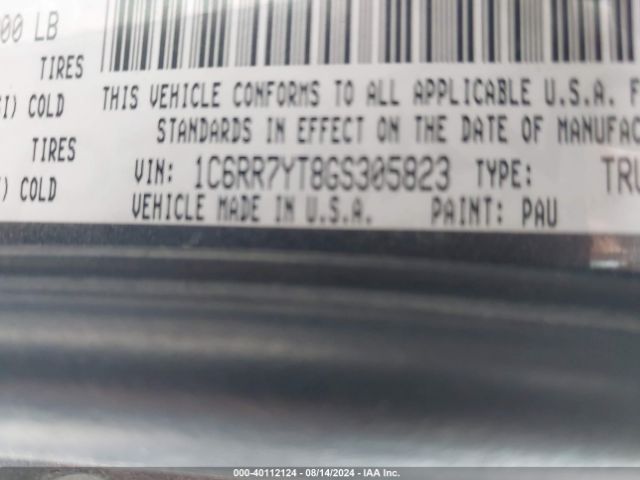 00 LB
TIRES
SI) COLD
THIS VEHICLE CONFORMS TO ALL APPLICABLE U.S.A. F
STANDARDS IN EFFECT ON THE DATE OF MANUFAC
TIRES
VIN: 1C6RR7YT8GS305823 TYPE: TRU
) COLD
VEHICLE MADE IN U.S.A. PAINT: PAU
000-40112124 - 08/14/2024 - IAA Inc.